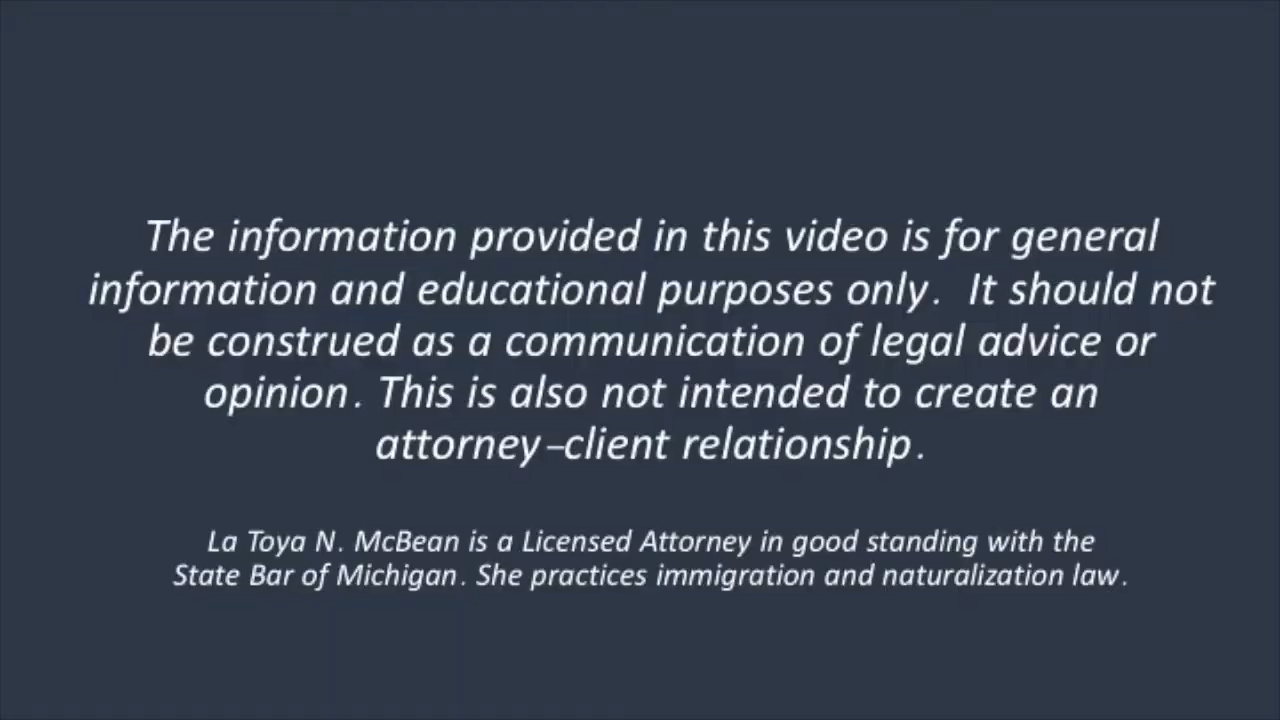 The information provided in this video is for general
information and educational purposes only.  It should not
be construed as a communication of legal advice or
opinion. This is also not intended to create an
attorney–client relationship.
La Toya N. McBean is a Licensed Attorney in good standing with the
State Bar of Michigan. She practices immigration and naturalization law.